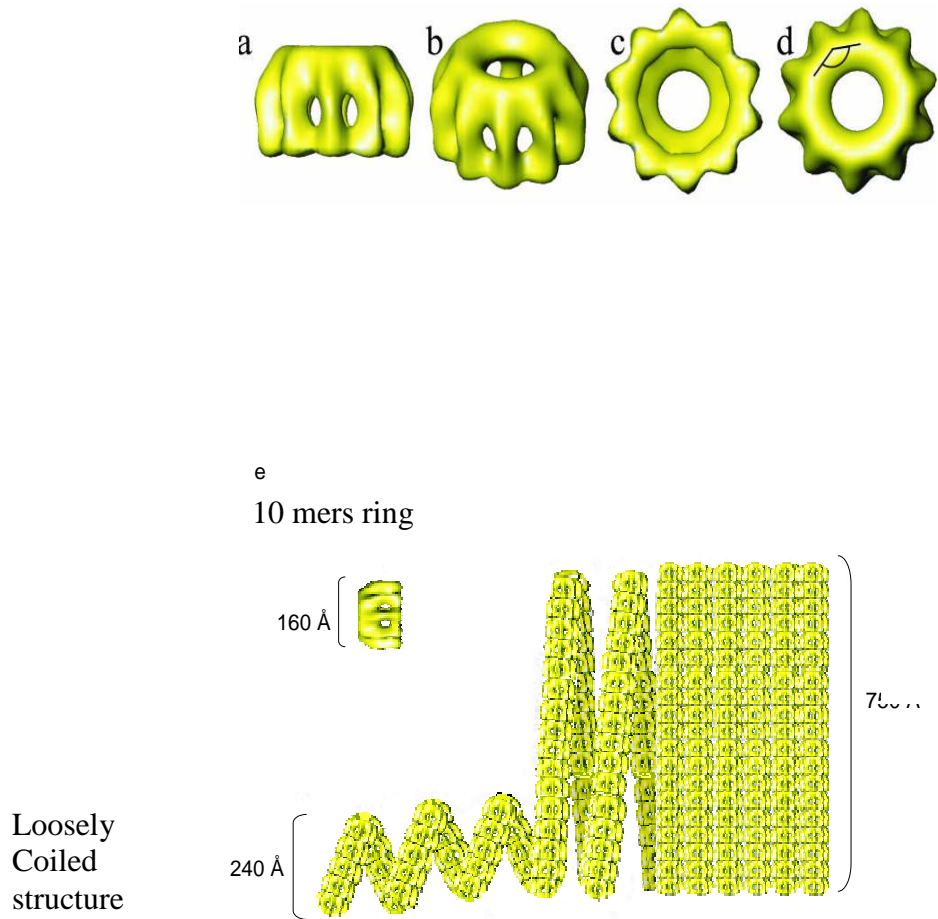 a b c d
e
10 mers ring
160 Å
240 Å
Loosely
Coiled
structure